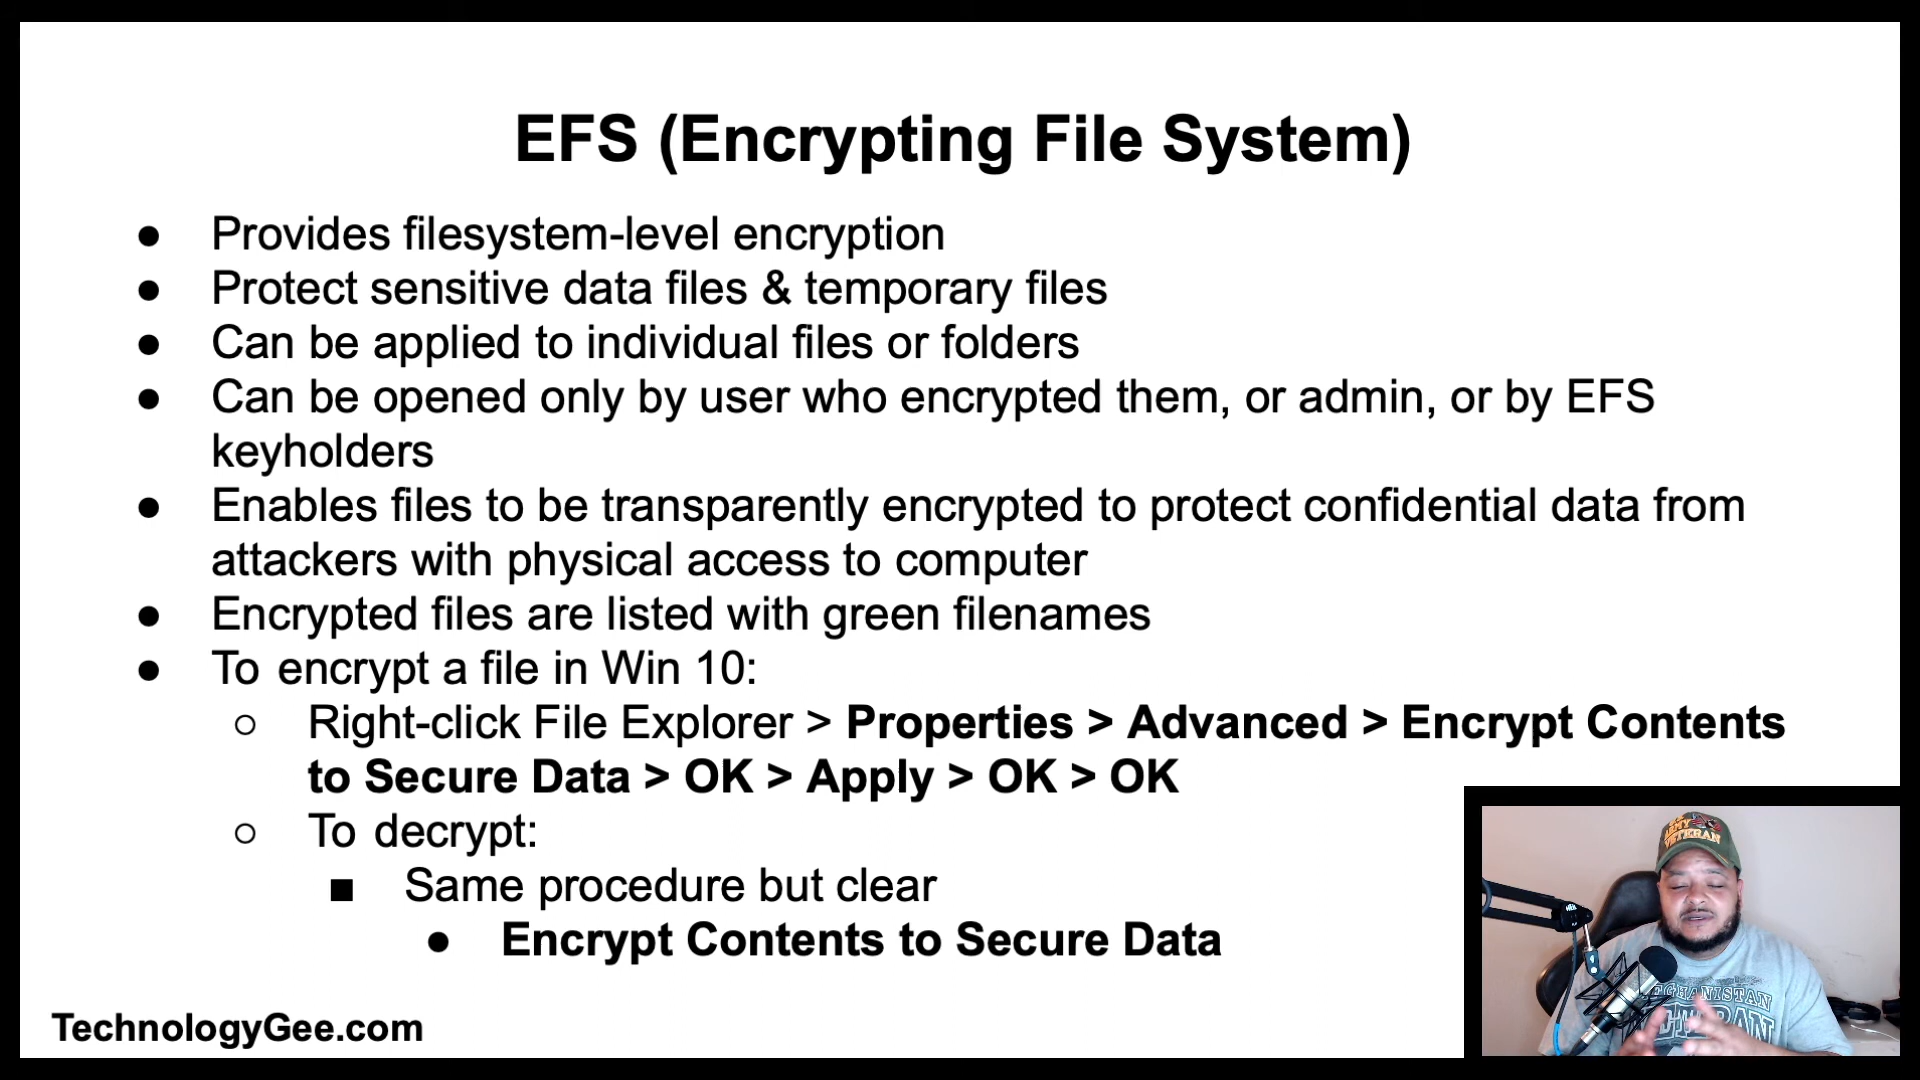 EFS (Encrypting File System)
● Provides filesystem-level encryption
● Protect sensitive data files & temporary files
● Can be applied to individual files or folders
● Can be opened only by user who encrypted them, or admin, or by EFS
keyholders
● Enables files to be transparently encrypted to protect confidential data from
attackers with physical access to computer
● Encrypted files are listed with green filenames
● To encrypt a file in Win 10:
○ Right-click File Explorer > Properties > Advanced > Encrypt Contents
to Secure Data > OK > Apply > OK > OK
○ To decrypt:
■ Same procedure but clear
● Encrypt Contents to Secure Data
TechnologyGee.com
ARMY
VETERAN